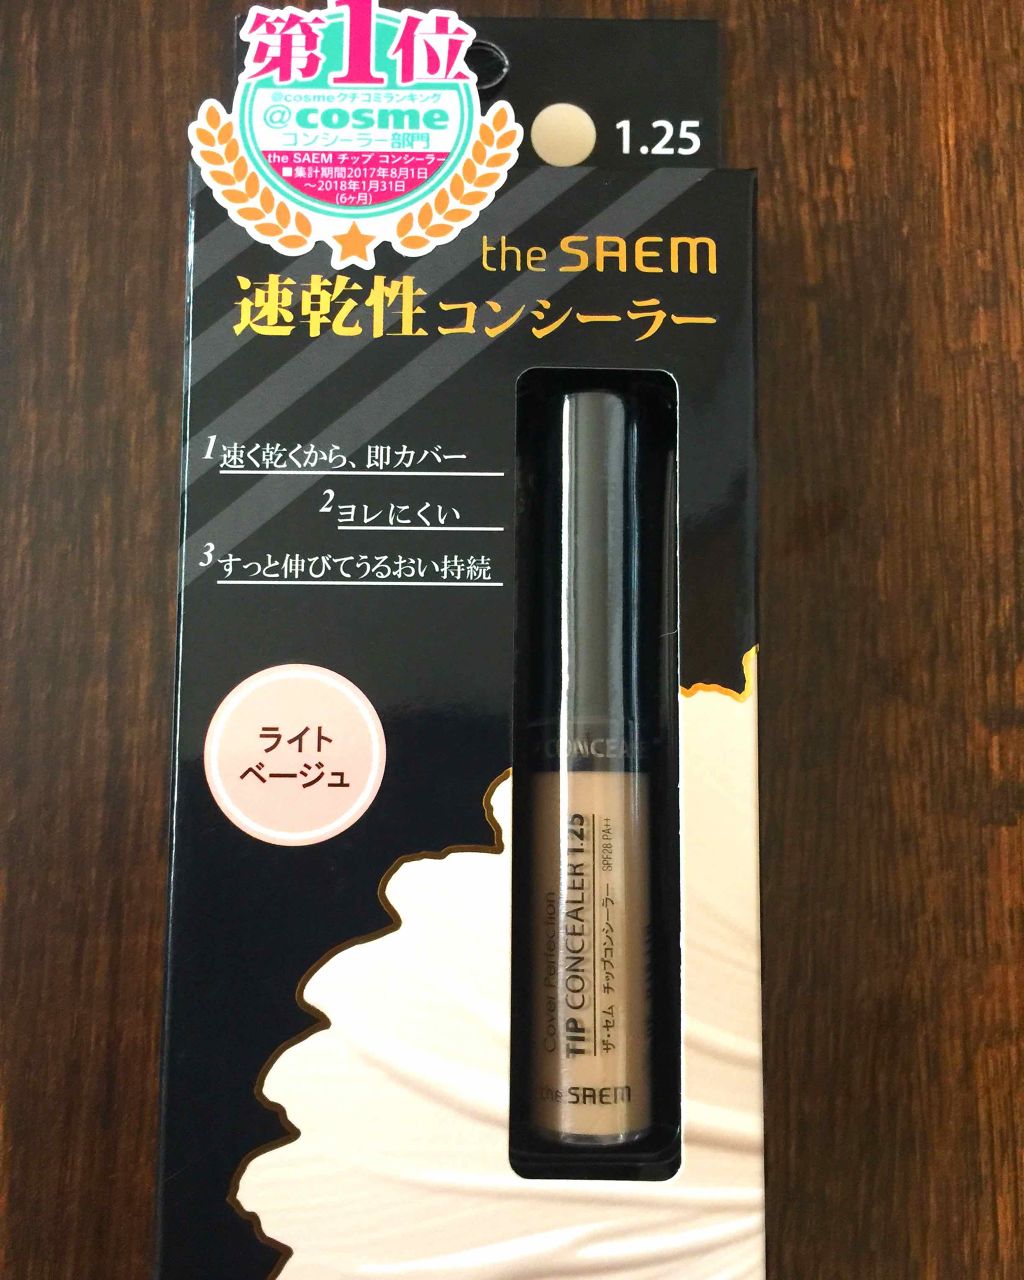 第1位
@cosmeクチコミランキング
@cosme
コンシーラー部門
the SAEM チップ コンシーラー
■集計期間2017年8月1日
～2018年1月31日
(6ヶ月)
1.25
the SAEM
速乾性コンシーラー
1 速く乾くから、即カバー
2 ヨレにくい
3 すっと伸びてうるおい持続
ライト
ベージュ
CONCEALE
Cover Perfection
TIP CONCEALER 1.25
ザ・セム チップコンシーラー SPF28 PA++
the SAEM